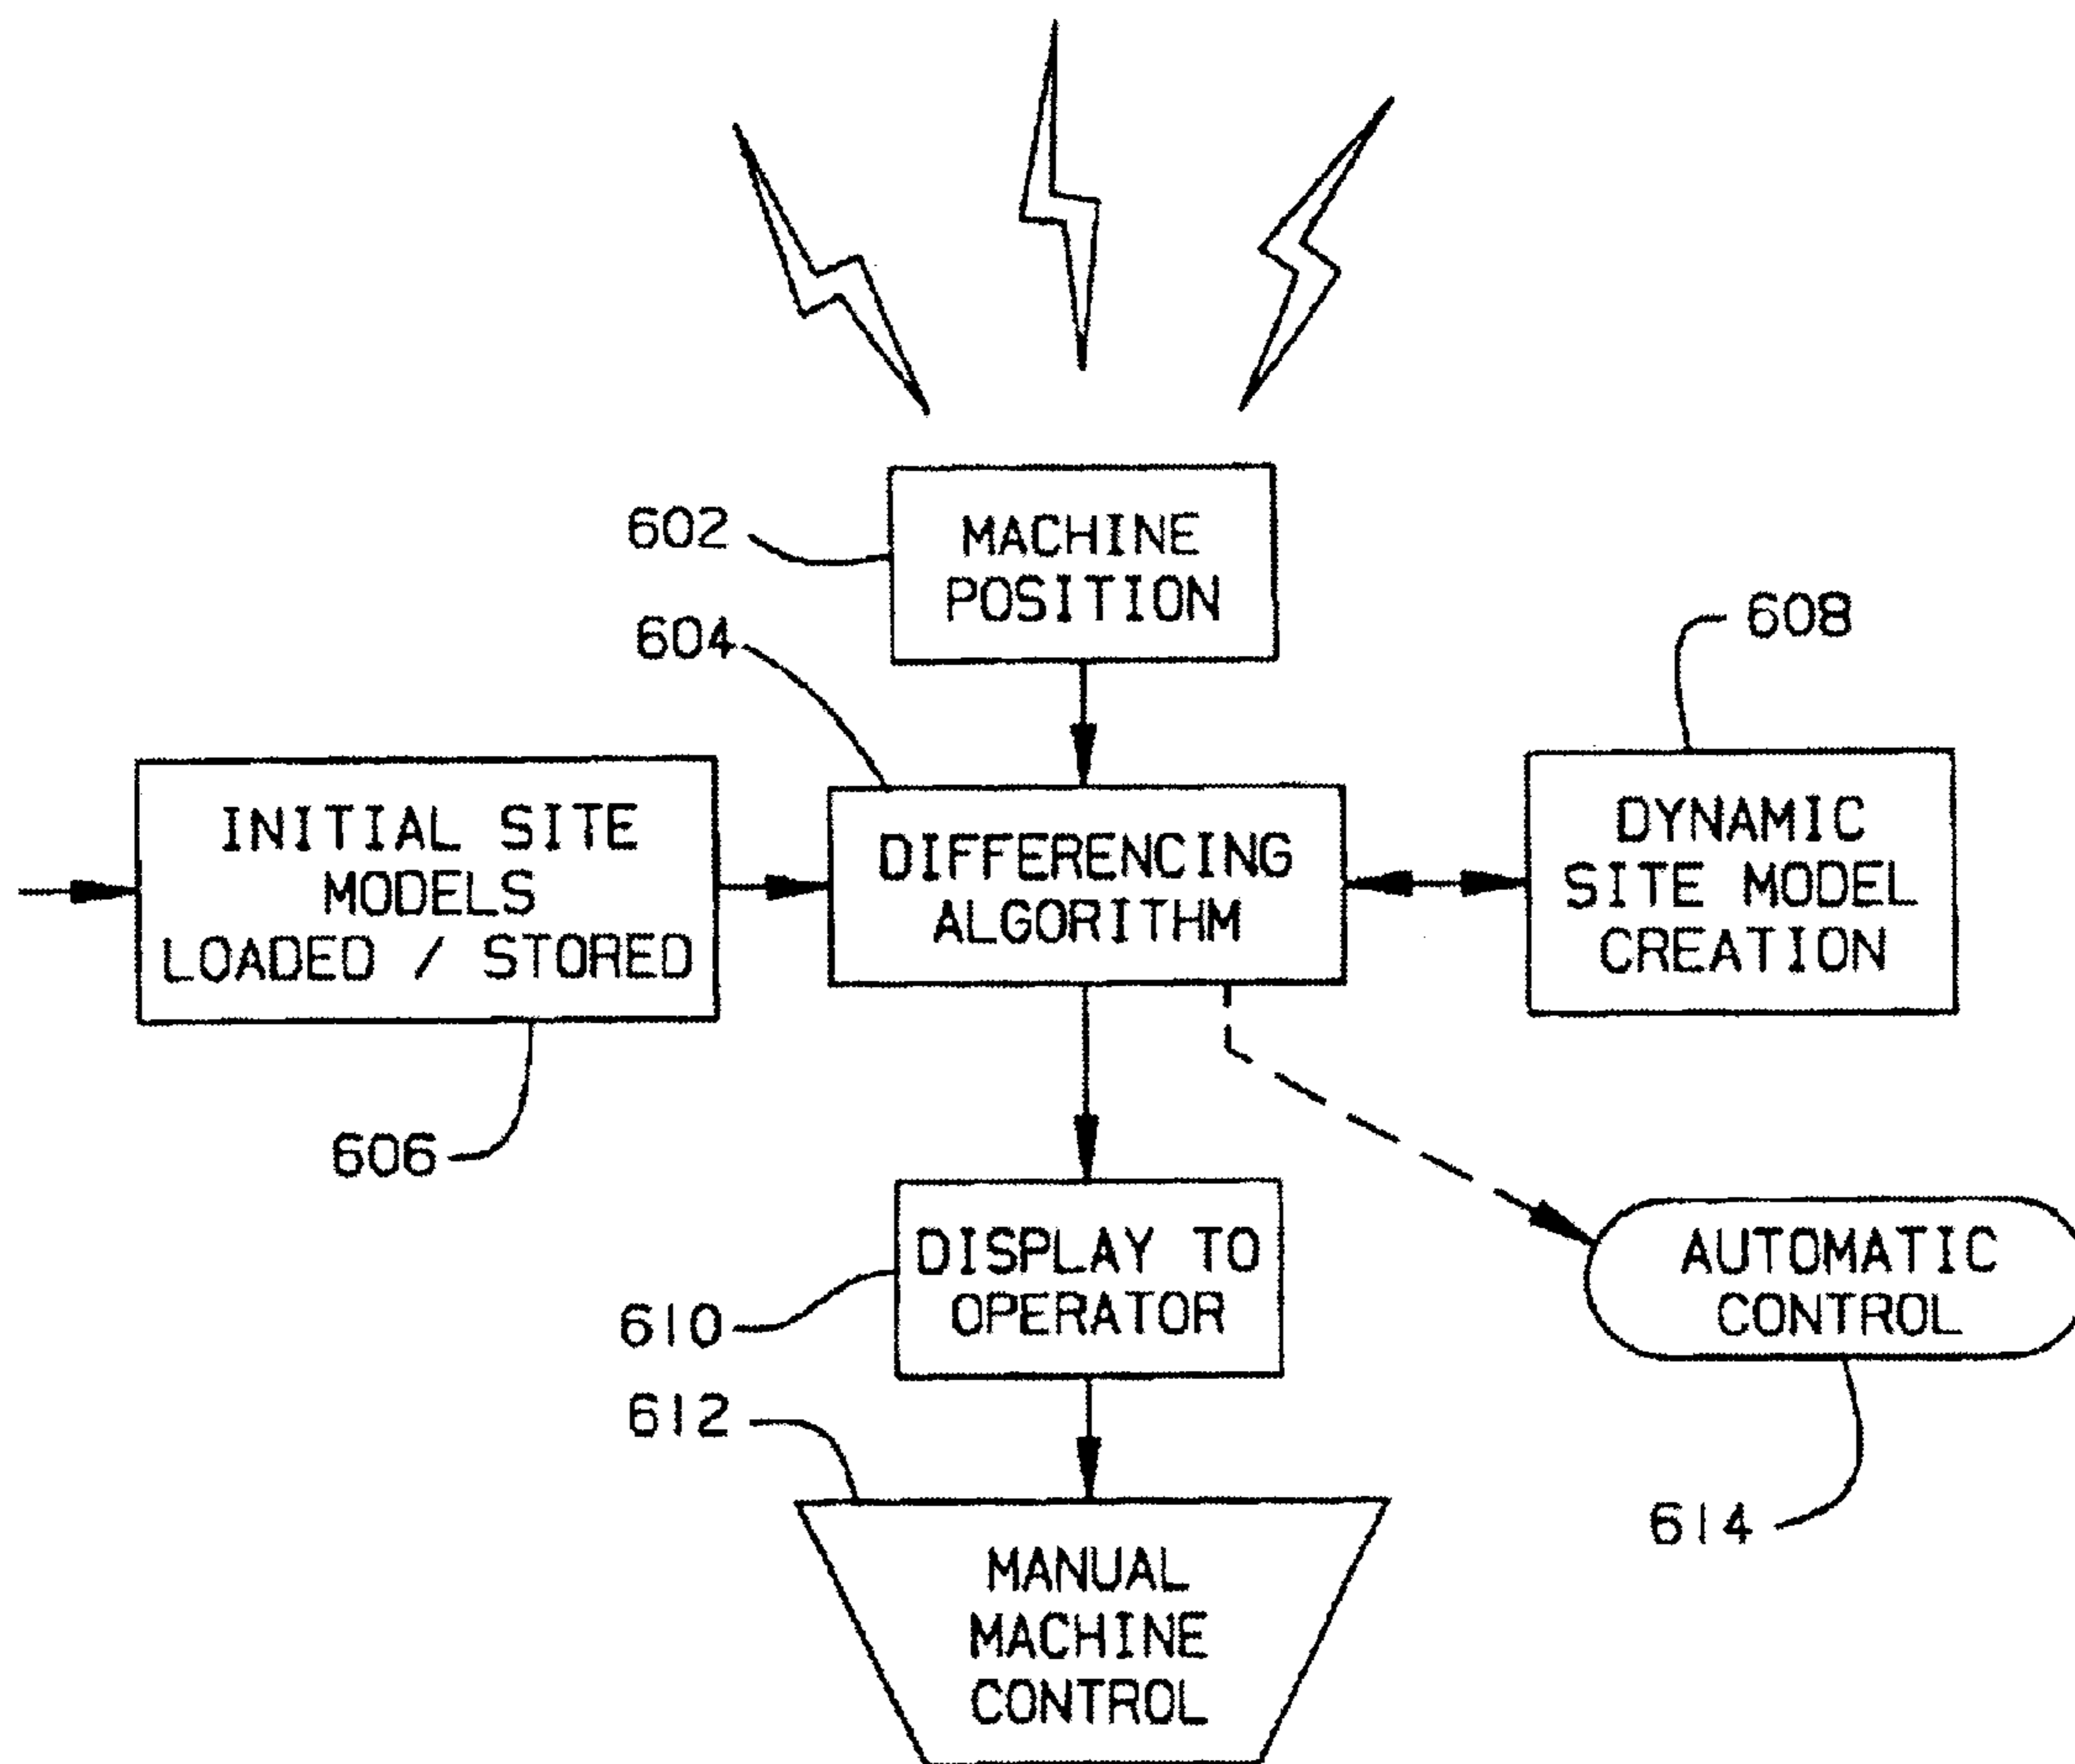 602
MACHINE
POSITION
604
608
INITIAL SITE
MODELS
LOADED / STORED
DIFFERENCING
ALGORITHM
DYNAMIC
SITE MODEL
CREATION
606
DISPLAY TO
OPERATOR
610
AUTOMATIC
CONTROL
612
614
MANUAL
MACHINE
CONTROL